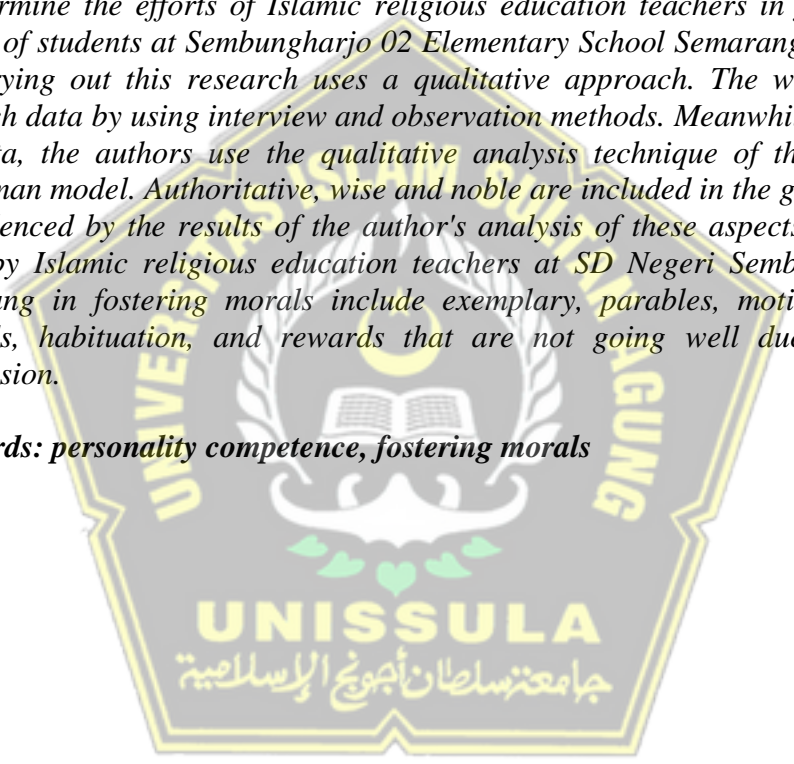 ermine the efforts of Islamic religious education teachers in
of students at Sembungharjo 02 Elementary School Semarang
rying out this research uses a qualitative approach. The w
h data by using interview and observation methods. Meanwhil
ta, the authors use the qualitative analysis technique of th
man model. Authoritative, wise and noble are included in the g
enced by the results of the author's analysis of these aspects
by Islamic religious education teachers at SD Negeri Semb
ng in fostering morals include exemplary, parables, moti
s, habituation, and rewards that are not going well du
sion.
rds: personality competence, fostering morals
UNIVERSITAS ISLAM SULTAN AGUNG
UNISSULA
جامعة سلطان أجونج الإسلامية